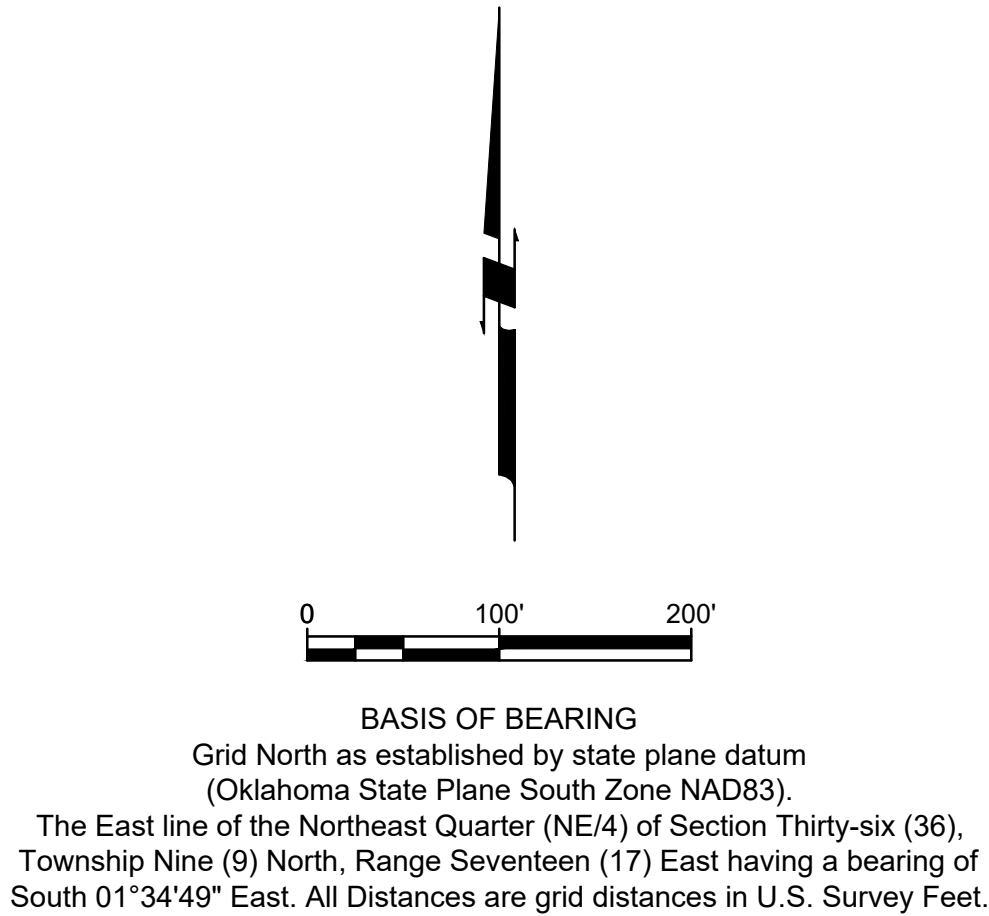 0 100' 200'
BASIS OF BEARING
Grid North as established by state plane datum
(Oklahoma State Plane South Zone NAD83).
The East line of the Northeast Quarter (NE/4) of Section Thirty-six (36),
Township Nine (9) North, Range Seventeen (17) East having a bearing of
South 01°34'49" East. All Distances are grid distances in U.S. Survey Feet.